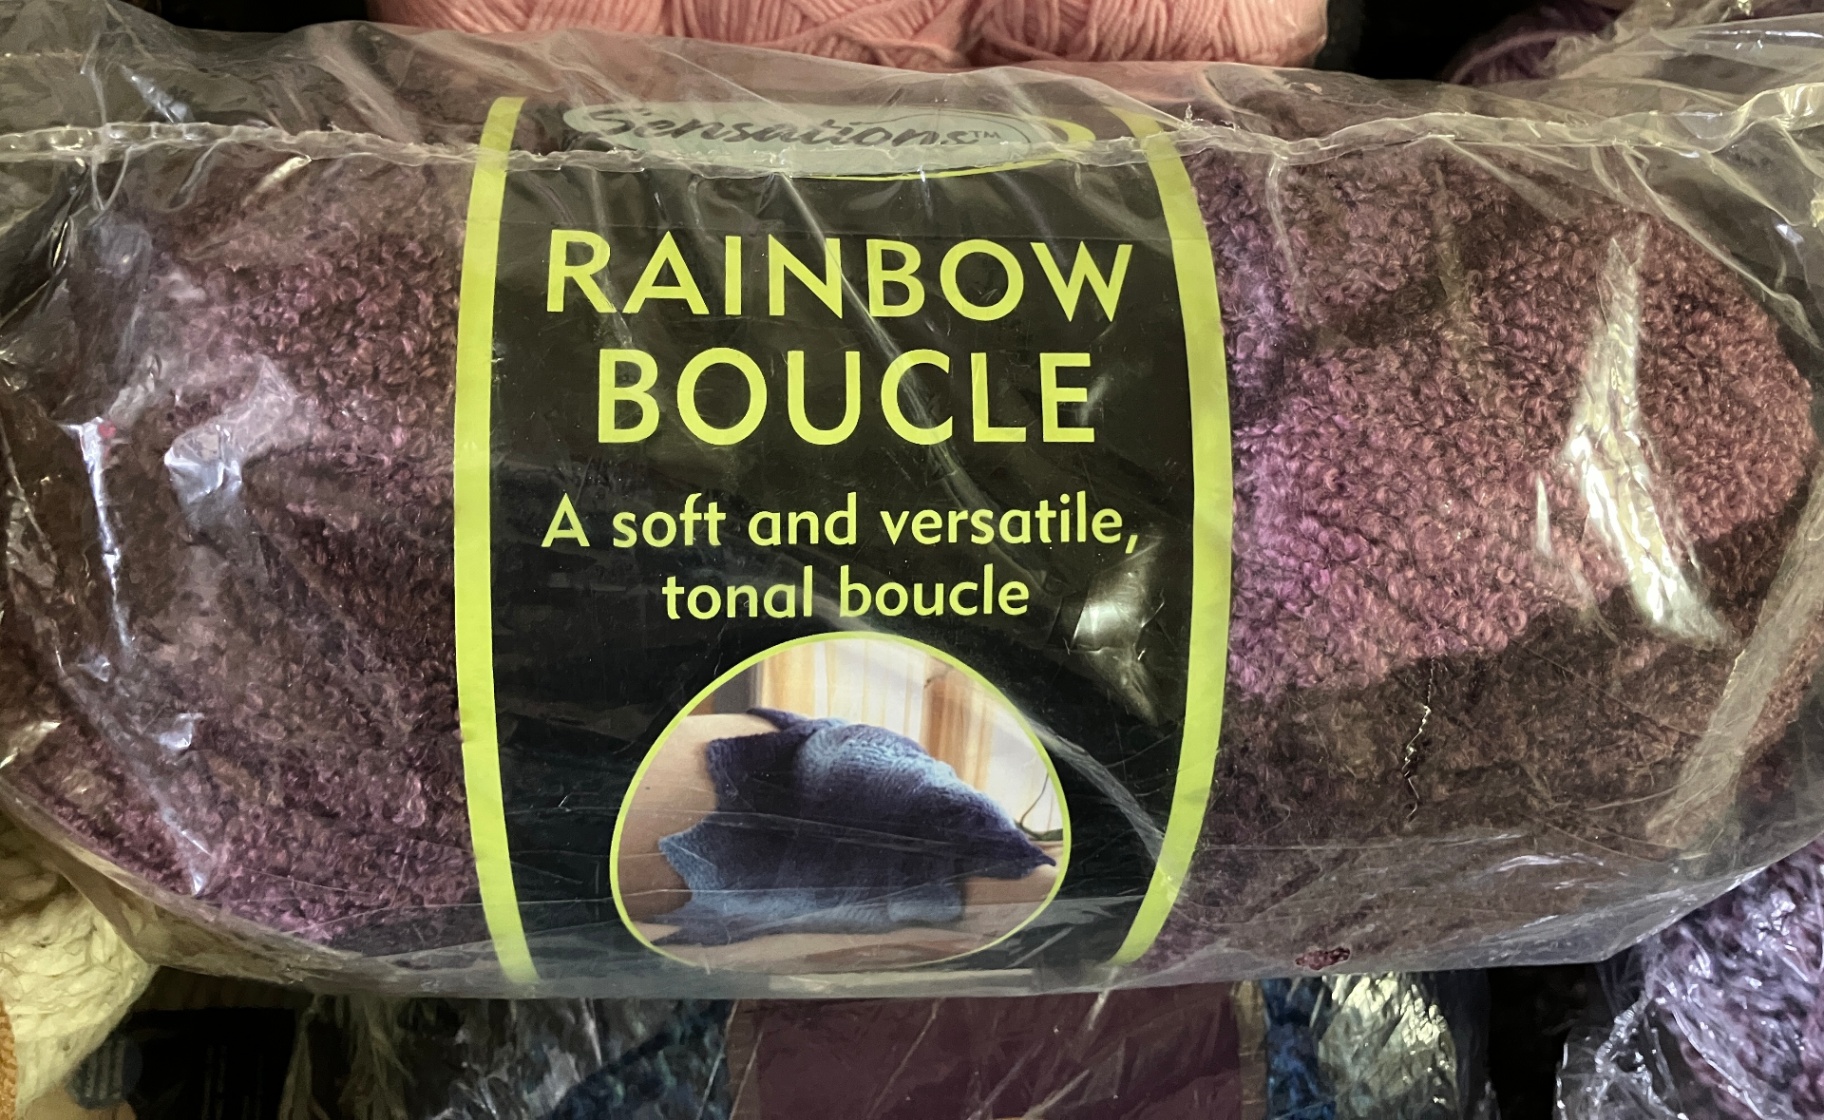 Sensations™
RAINBOW
BOUCLE
A soft and versatile,
tonal boucle